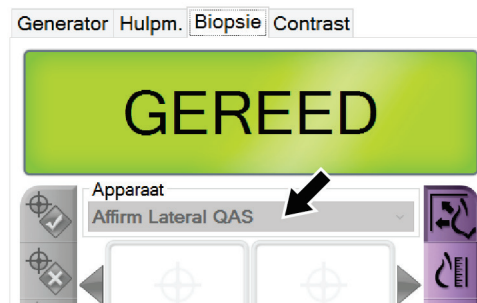 Generator Hulpm. Biopsie Contrast
GEREED
Apparaat
Affirm Lateral QAS